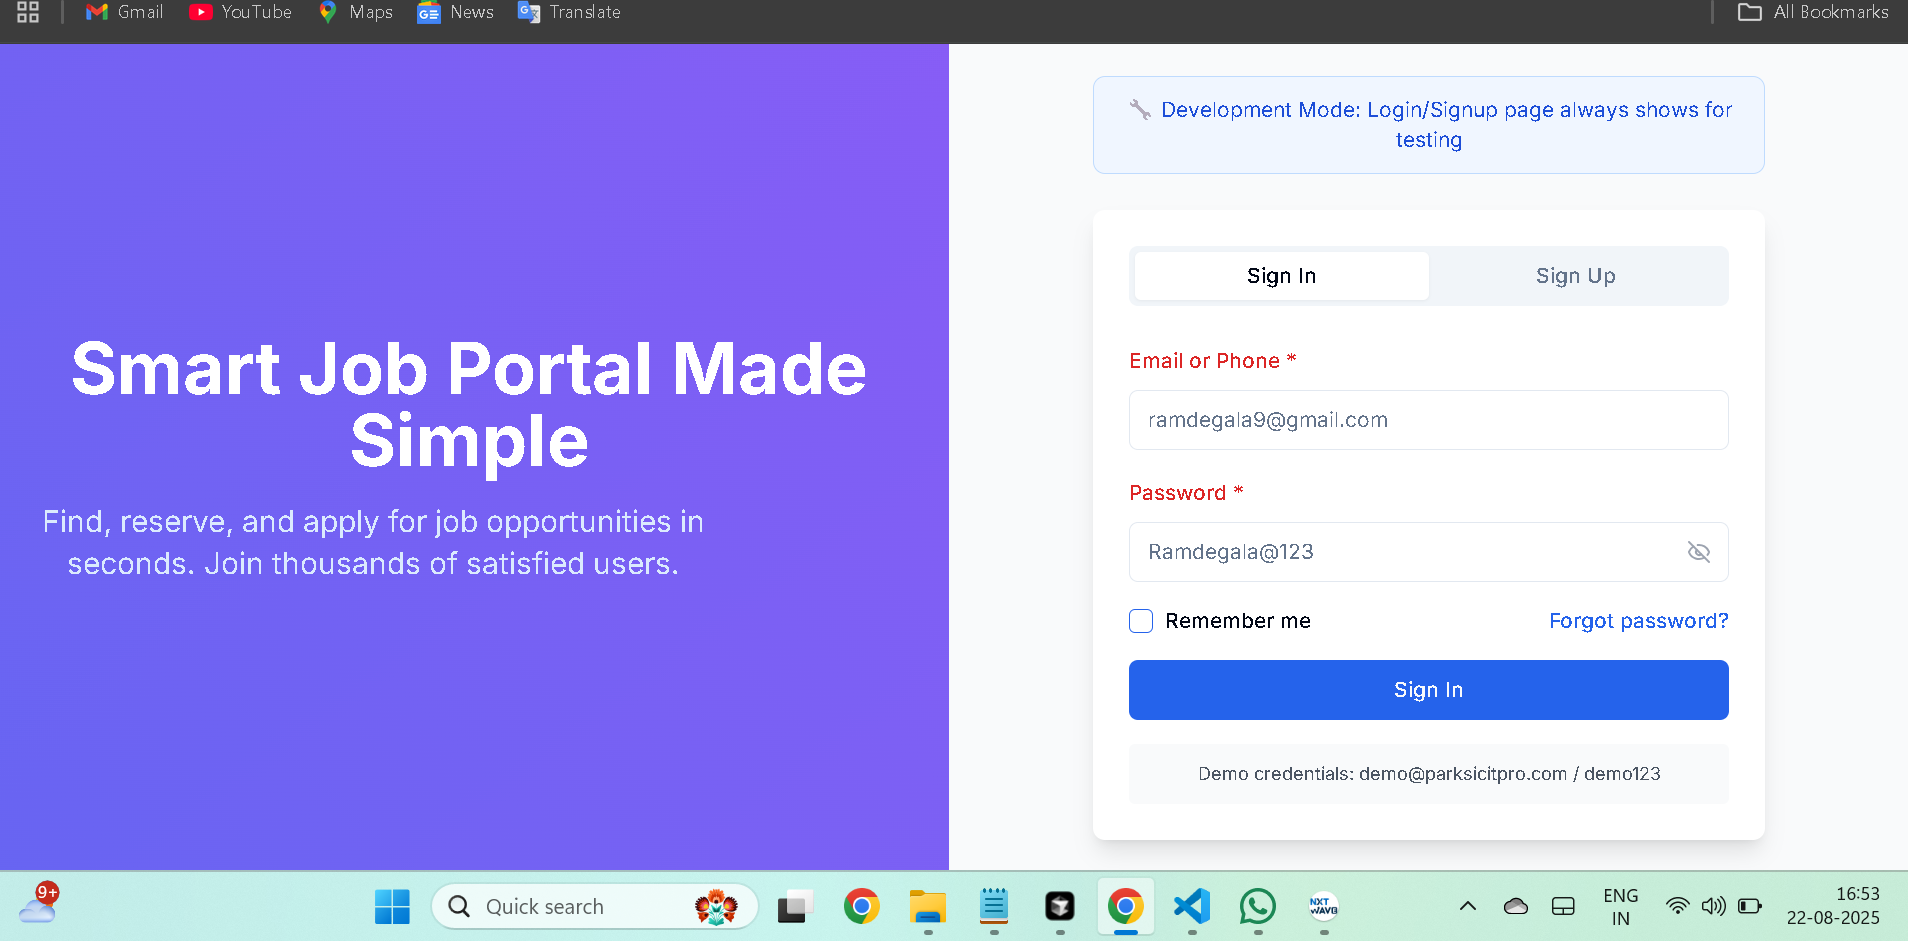 Gmail
YouTube
Maps
News
Translate
All Bookmarks
Smart Job Portal Made
Simple
Find, reserve, and apply for job opportunities in
seconds. Join thousands of satisfied users.
Development Mode: Login/Signup page always shows for
testing
Sign In
Sign Up
Email or Phone *
ramdegala9@gmail.com
Password *
Ramdegala@123
Remember me
Forgot password?
Sign In
Demo credentials: demo@parksicitpro.com / demo123
9+
Quick search
NXT
WAVE
ENG
IN
16:53
22-08-2025